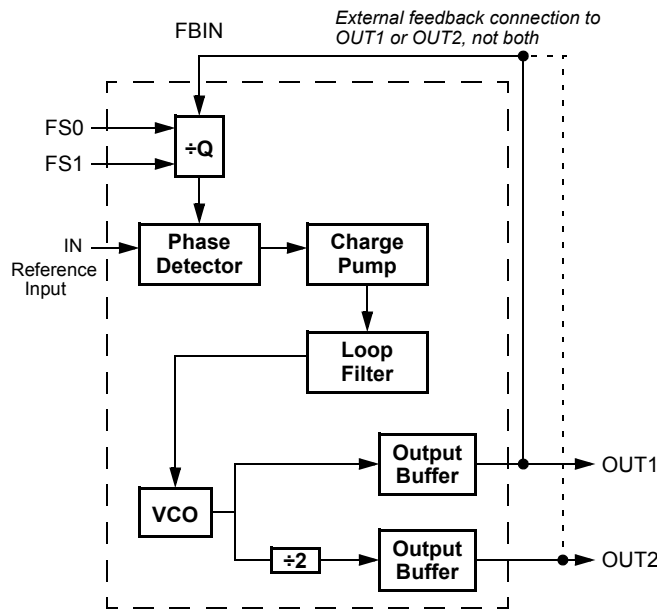 External feedback connection to
OUT1 or OUT2, not both
FBIN
FS0
FS1
÷Q
IN
Reference
Input
Phase
Detector
Charge
Pump
Loop
Filter
VCO
Output
Buffer
OUT1
÷2
Output
Buffer
OUT2